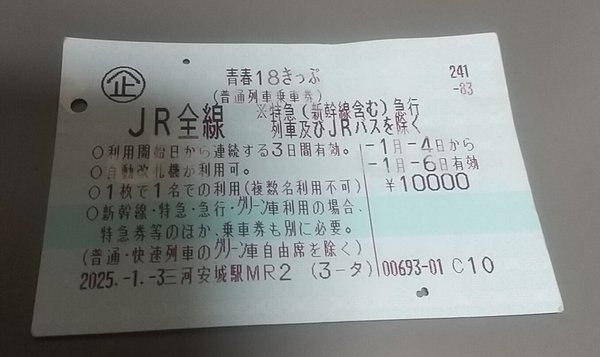 企 青春18きっぷ 241
(普通列車乗車券) -83
JR全線 ※特急(新幹線含む)急行
列車及びJRバスを除く
○利用開始日から連続する3日間有効。 -1月-4日から
○自動改札機が利用可。 -1月-6日有効
○1枚で1名での利用(複数名利用不可) ¥10000
○新幹線・特急・急行・グリーン車利用の場合、
特急券等のほか、乗車券も別に必要。
(普通・快速列車のグリーン車自由席を除く)
2025.-1.-3三河安城駅MR2 (3-タ) 00693-01 C10